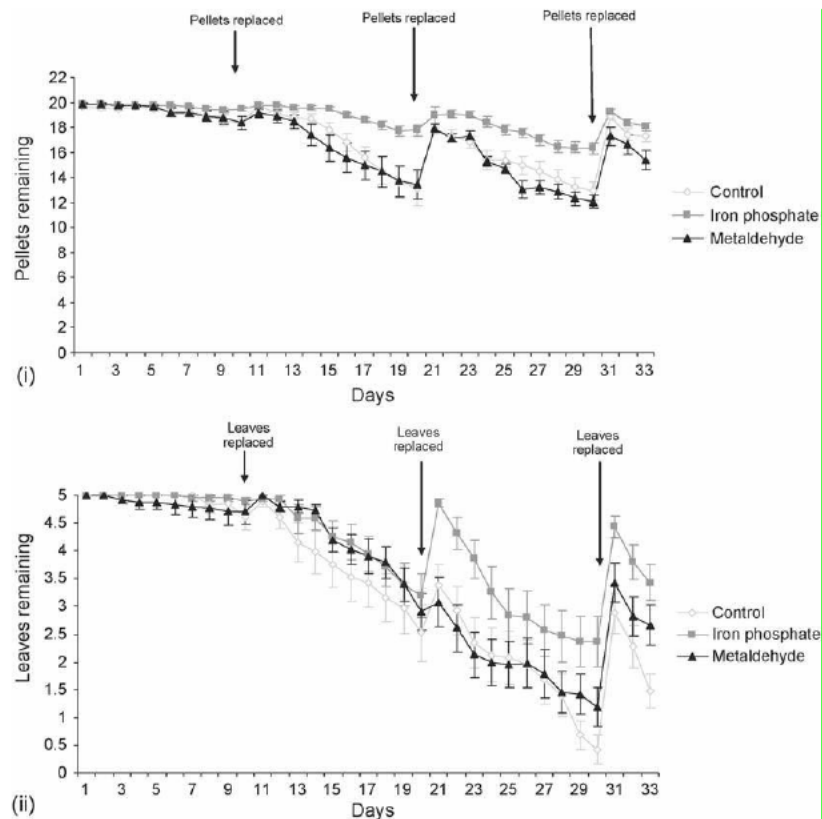 Pellets replaced
Pellets replaced
Pellets replaced
22
20
18
16
14
12
10
8
6
4
2
0
Pellets remaining
1 3 5 7 9 11 13 15 17 19 21 23 25 27 29 31 33
Days
(i)
Control
Iron phosphate
Metaldehyde
Leaves
replaced
Leaves
replaced
Leaves
replaced
5
4.5
4
3.5
3
2.5
2
1.5
1
0.5
0
Leaves remaining
1 3 5 7 9 11 13 15 17 19 21 23 25 27 29 31 33
Days
(ii)
Control
Iron phosphate
Metaldehyde